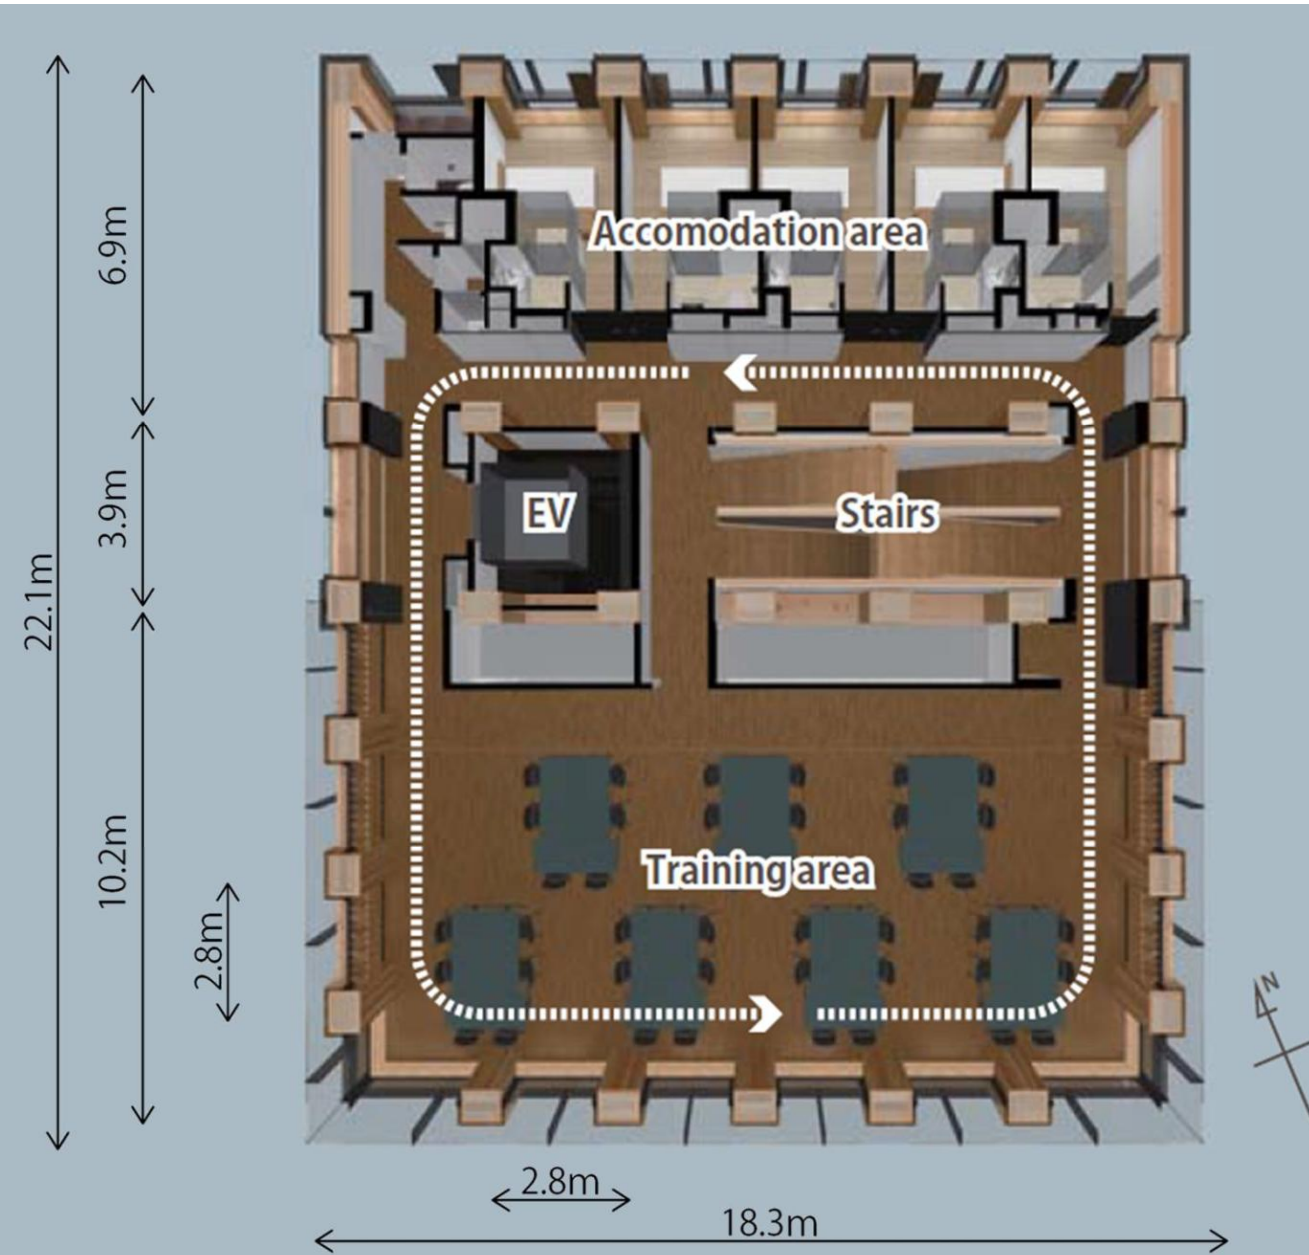 Accomodation area
6.9m
EV
Stairs
3.9m
22.1m
Training area
10.2m
2.8m
N
2.8m
18.3m